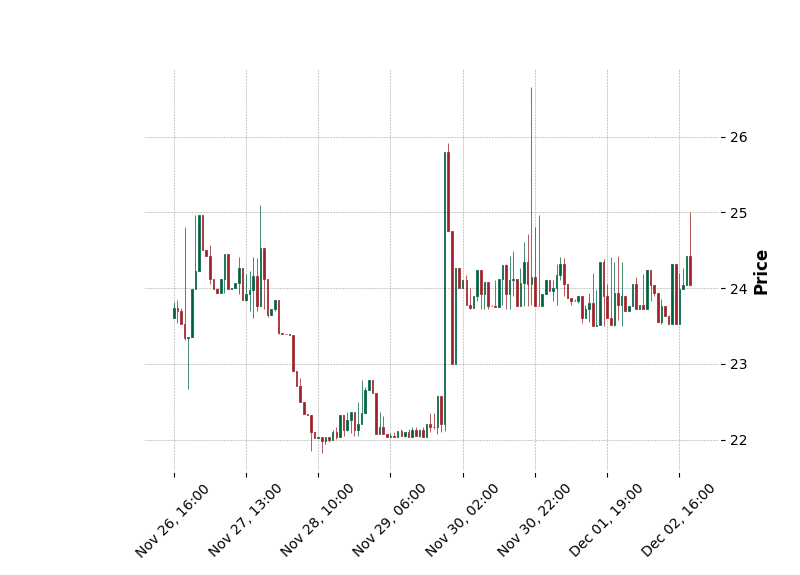 26
25
24
23
22
Price
Nov 26, 16:00
Nov 27, 13:00
Nov 28, 10:00
Nov 29, 06:00
Nov 30, 02:00
Nov 30, 22:00
Dec 01, 19:00
Dec 02, 16:00